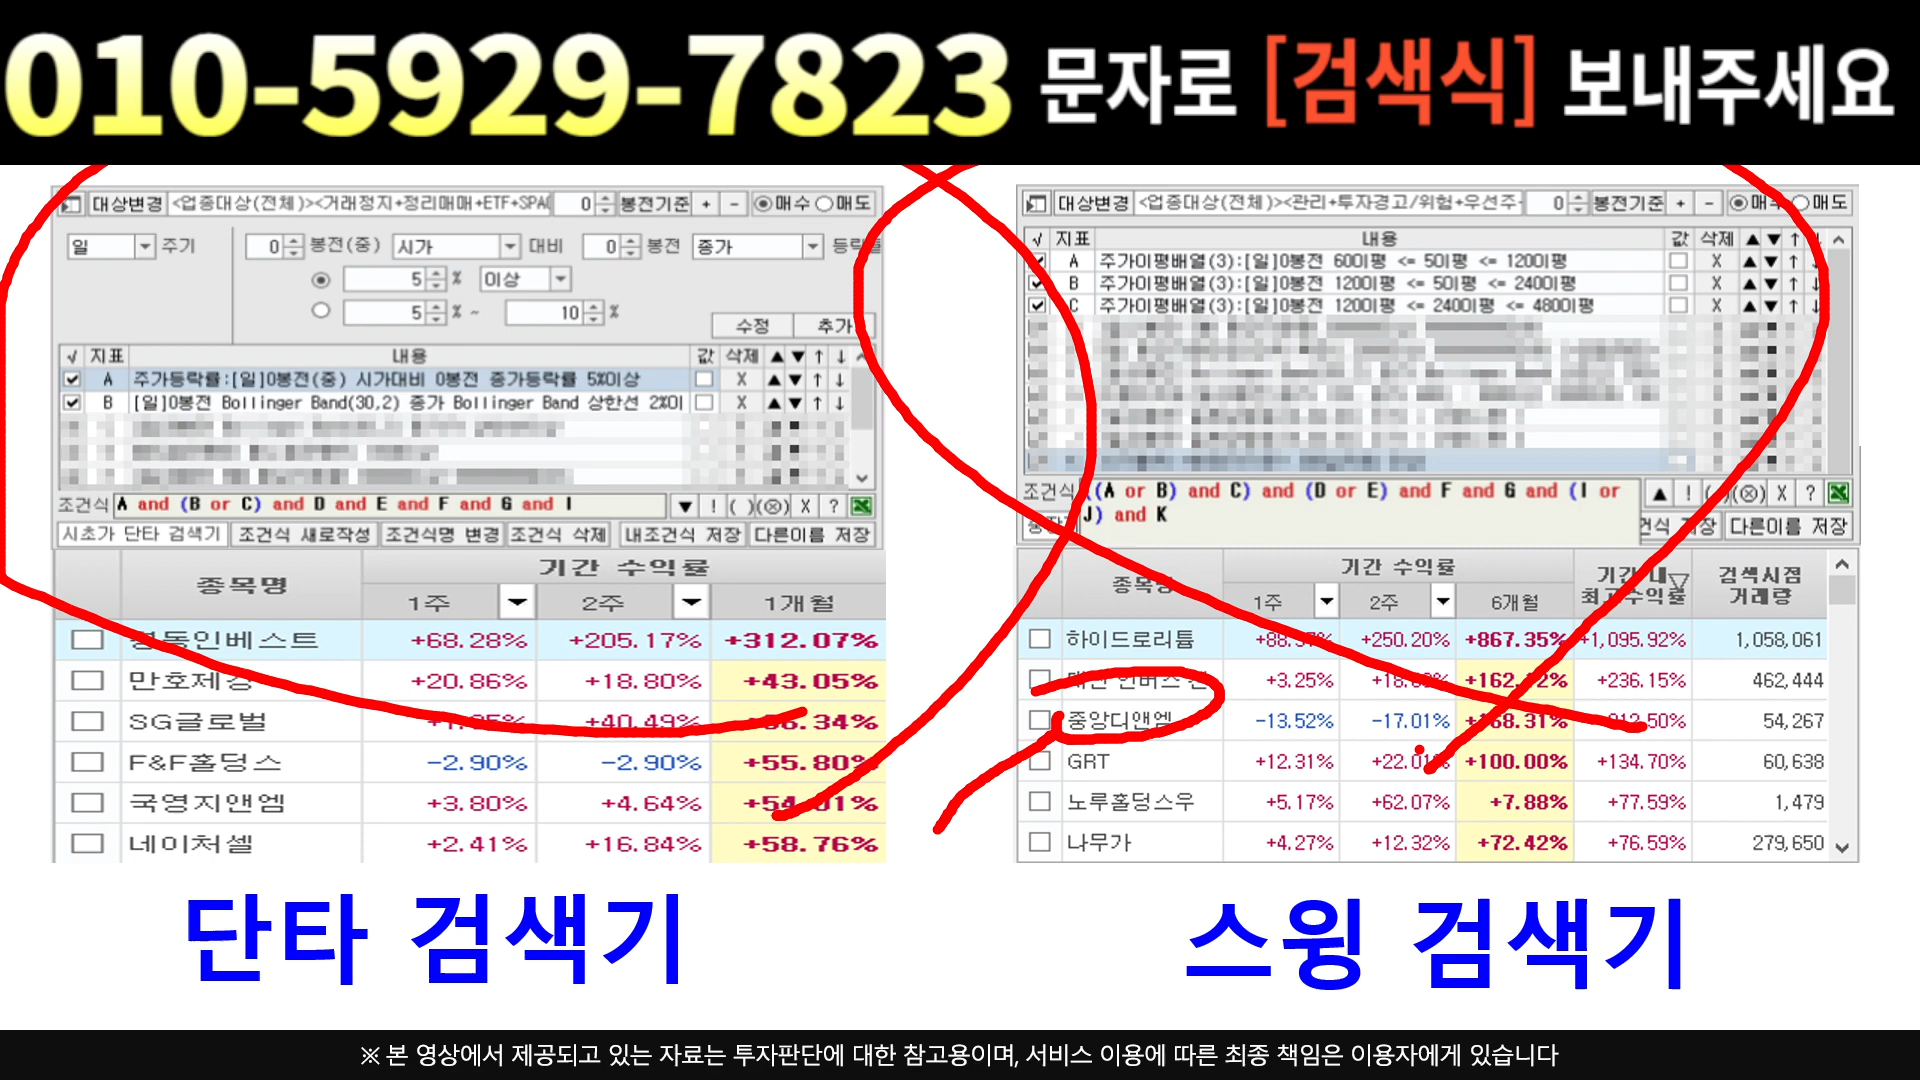 010-5929-7823 문자로 [검색식] 보내주세요
대상변경 <업종대상(전체)><거래정지+정리매매+ETF+SPA( 0 봉전기준 + - 매수 매도
일 주기 0 봉전(중) 시가 대비 0 봉전 종가
5 % 이상
5 % ~ 10 %
수정 추가
√ 지표 내용 값 삭제 ▲ ▼ ↑ ↓
A 주가등락률:[일]0봉전(중) 시가대비 0봉전 종가등락률 5%이상 X ▲ ▼ ↑ ↓
B [일]0봉전 Bollinger Band(30,2) 종가 Bollinger Band 상한선 2%이 X ▲ ▼ ↑ ↓
조건식 A and (B or C) and D and E and F and G and I ▼ ! ( ) (⊗) X ?
시초가 단타 검색기 조건식 새로작성 조건식명 변경 조건식 삭제 내조건식 저장 다른이름 저장
종목명 기간 수익률
1주 2주 1개월
+68.28% +205.17% +312.07%
만호제강 +20.86% +18.80% +43.05%
SG글로벌 +40.49%
F&F홀딩스 -2.90% -2.90% +55.80%
국영지앤엠 +3.80% +4.64%
네이처셀 +2.41% +16.84% +58.76%
단타 검색기
대상변경 <업종대상(전체)><관리+투자경고/위험+우선주+ 0 봉전기준 + - 매수 매도
√ 지표 내용 값 삭제 ▲ ▼ ↑
A 주가이평배열(3):[일]0봉전 60이평 <= 5이평 <= 120이평 X ▲ ▼ ↑
B 주가이평배열(3):[일]0봉전 120이평 <= 5이평 <= 240이평 X ▲ ▼ ↑
C 주가이평배열(3):[일]0봉전 120이평 <= 240이평 <= 480이평 X ▲ ▼ ↑ ↓
조건식 ((A or B) and C) and (D or E) and F and G and (I or
J) and K
▲ ! (⊗) X ?
다른이름 저장
종목명 기간 수익률 기간 내 최고수익률 검색시점 거래량
1주 2주 6개월
하이드로리튬 +250.20% +867.35% +1,095.92% 1,058,061
+3.25% +236.15% 462,444
중앙디앤엠 -13.52% -17.01% 54,267
GRT +12.31% +100.00% +134.70% 60,638
노루홀딩스우 +5.17% +62.07% +7.88% +77.59% 1,479
나무가 +4.27% +12.32% +72.42% +76.59% 279,650
스윙 검색기
※ 본 영상에서 제공되고 있는 자료는 투자판단에 대한 참고용이며, 서비스 이용에 따른 최종 책임은 이용자에게 있습니다